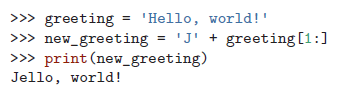 >>> greeting = 'Hello, world!'
>>> new_greeting = 'J' + greeting[1:]
>>> print(new_greeting)
Jello, world!